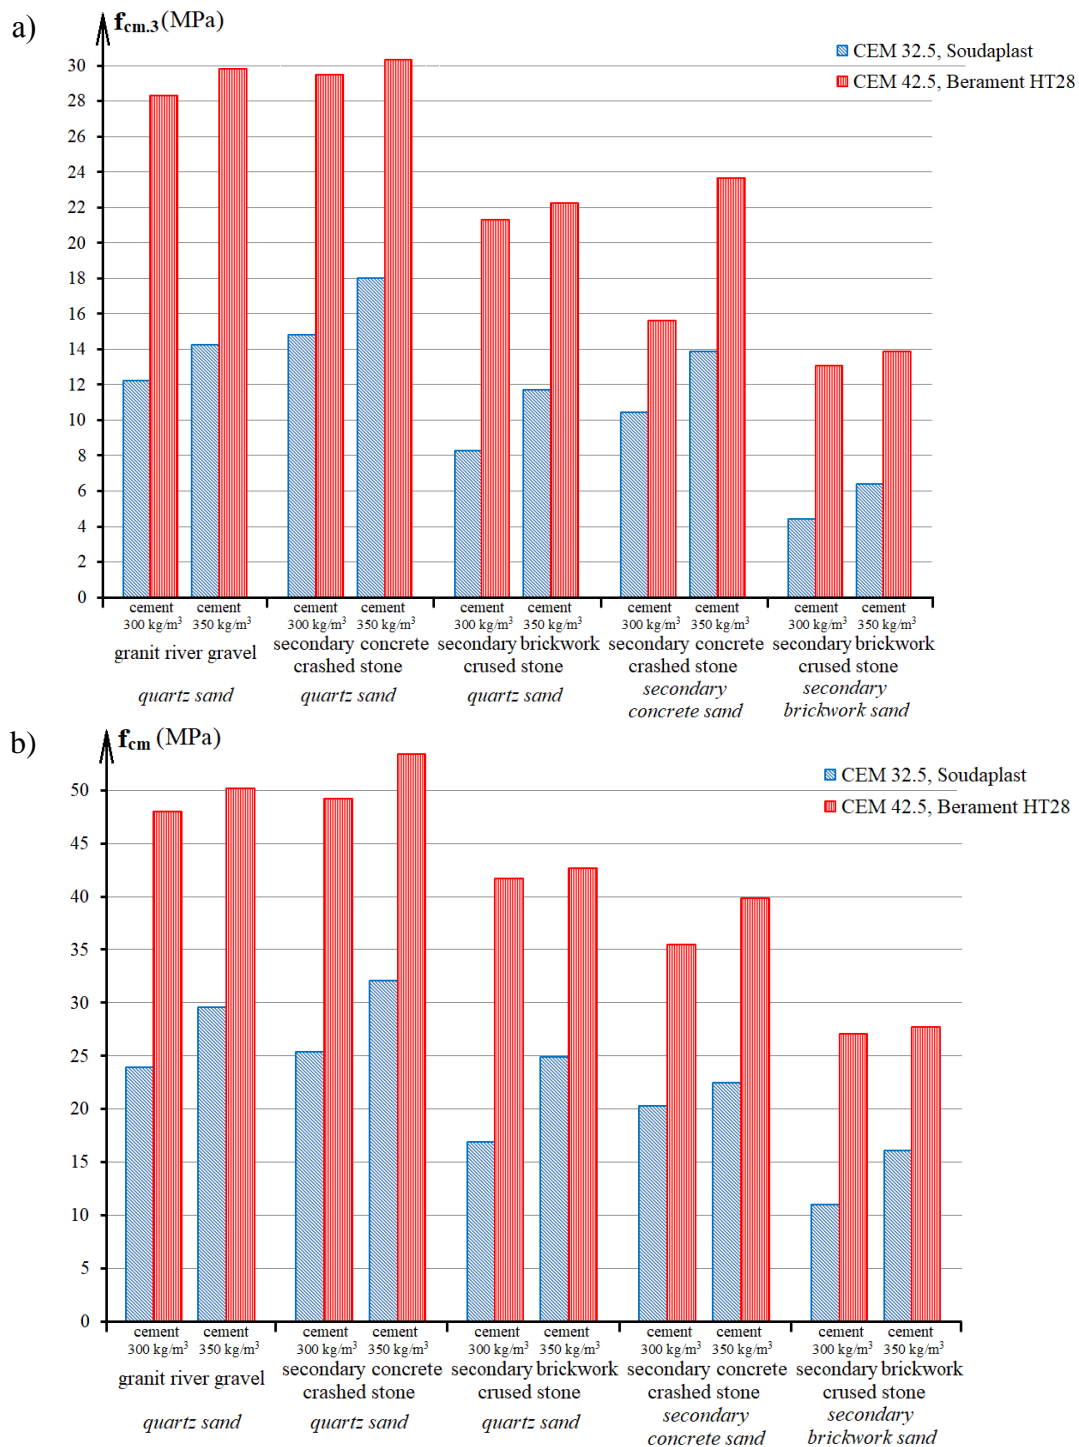 a)
f_cm.3 (MPa)
CEM 32.5, Soudaplast
CEM 42.5, Berament HT28
30
28
26
24
22
20
18
16
14
12
10
8
6
4
2
0
cement cement cement cement cement cement cement cement cement cement
300 kg/m³ 350 kg/m³ 300 kg/m³ 350 kg/m³ 300 kg/m³ 350 kg/m³ 300 kg/m³ 350 kg/m³ 300 kg/m³ 350 kg/m³
granit river gravel
quartz sand
secondary concrete
crashed stone
quartz sand
secondary brickwork
crused stone
quartz sand
secondary concrete
crashed stone
secondary
concrete sand
secondary brickwork
crused stone
secondary
brickwork sand
b)
f_cm (MPa)
CEM 32.5, Soudaplast
CEM 42.5, Berament HT28
50
45
40
35
30
25
20
15
10
5
0
cement cement cement cement cement cement cement cement cement cement
300 kg/m³ 350 kg/m³ 300 kg/m³ 350 kg/m³ 300 kg/m³ 350 kg/m³ 300 kg/m³ 350 kg/m³ 300 kg/m³ 350 kg/m³
granit river gravel
quartz sand
secondary concrete
crashed stone
quartz sand
secondary brickwork
crused stone
quartz sand
secondary concrete
crashed stone
secondary
concrete sand
secondary brickwork
crused stone
secondary
brickwork sand